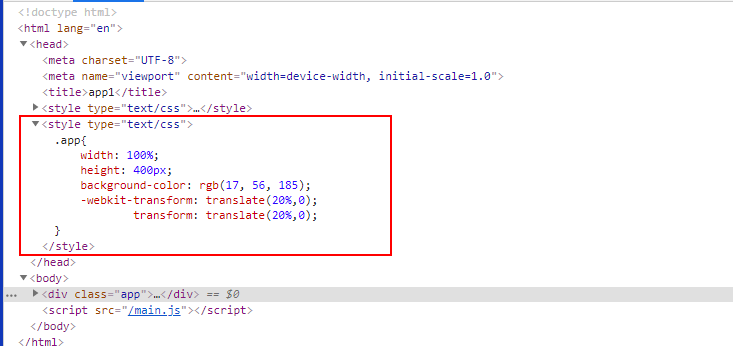 <!doctype html>
<html lang="en">
▼<head>
<meta charset="UTF-8">
<meta name="viewport" content="width=device-width, initial-scale=1.0">
<title>app1</title>
▶<style type="text/css">…</style>
▼<style type="text/css">
.app{
width: 100%;
height: 400px;
background-color: rgb(17, 56, 185);
-webkit-transform: translate(20%,0);
transform: translate(20%,0);
}
</style>
</head>
▼<body>
… ▶<div class="app">…</div> == $0
<script src="/main.js"></script>
</body>
</html>